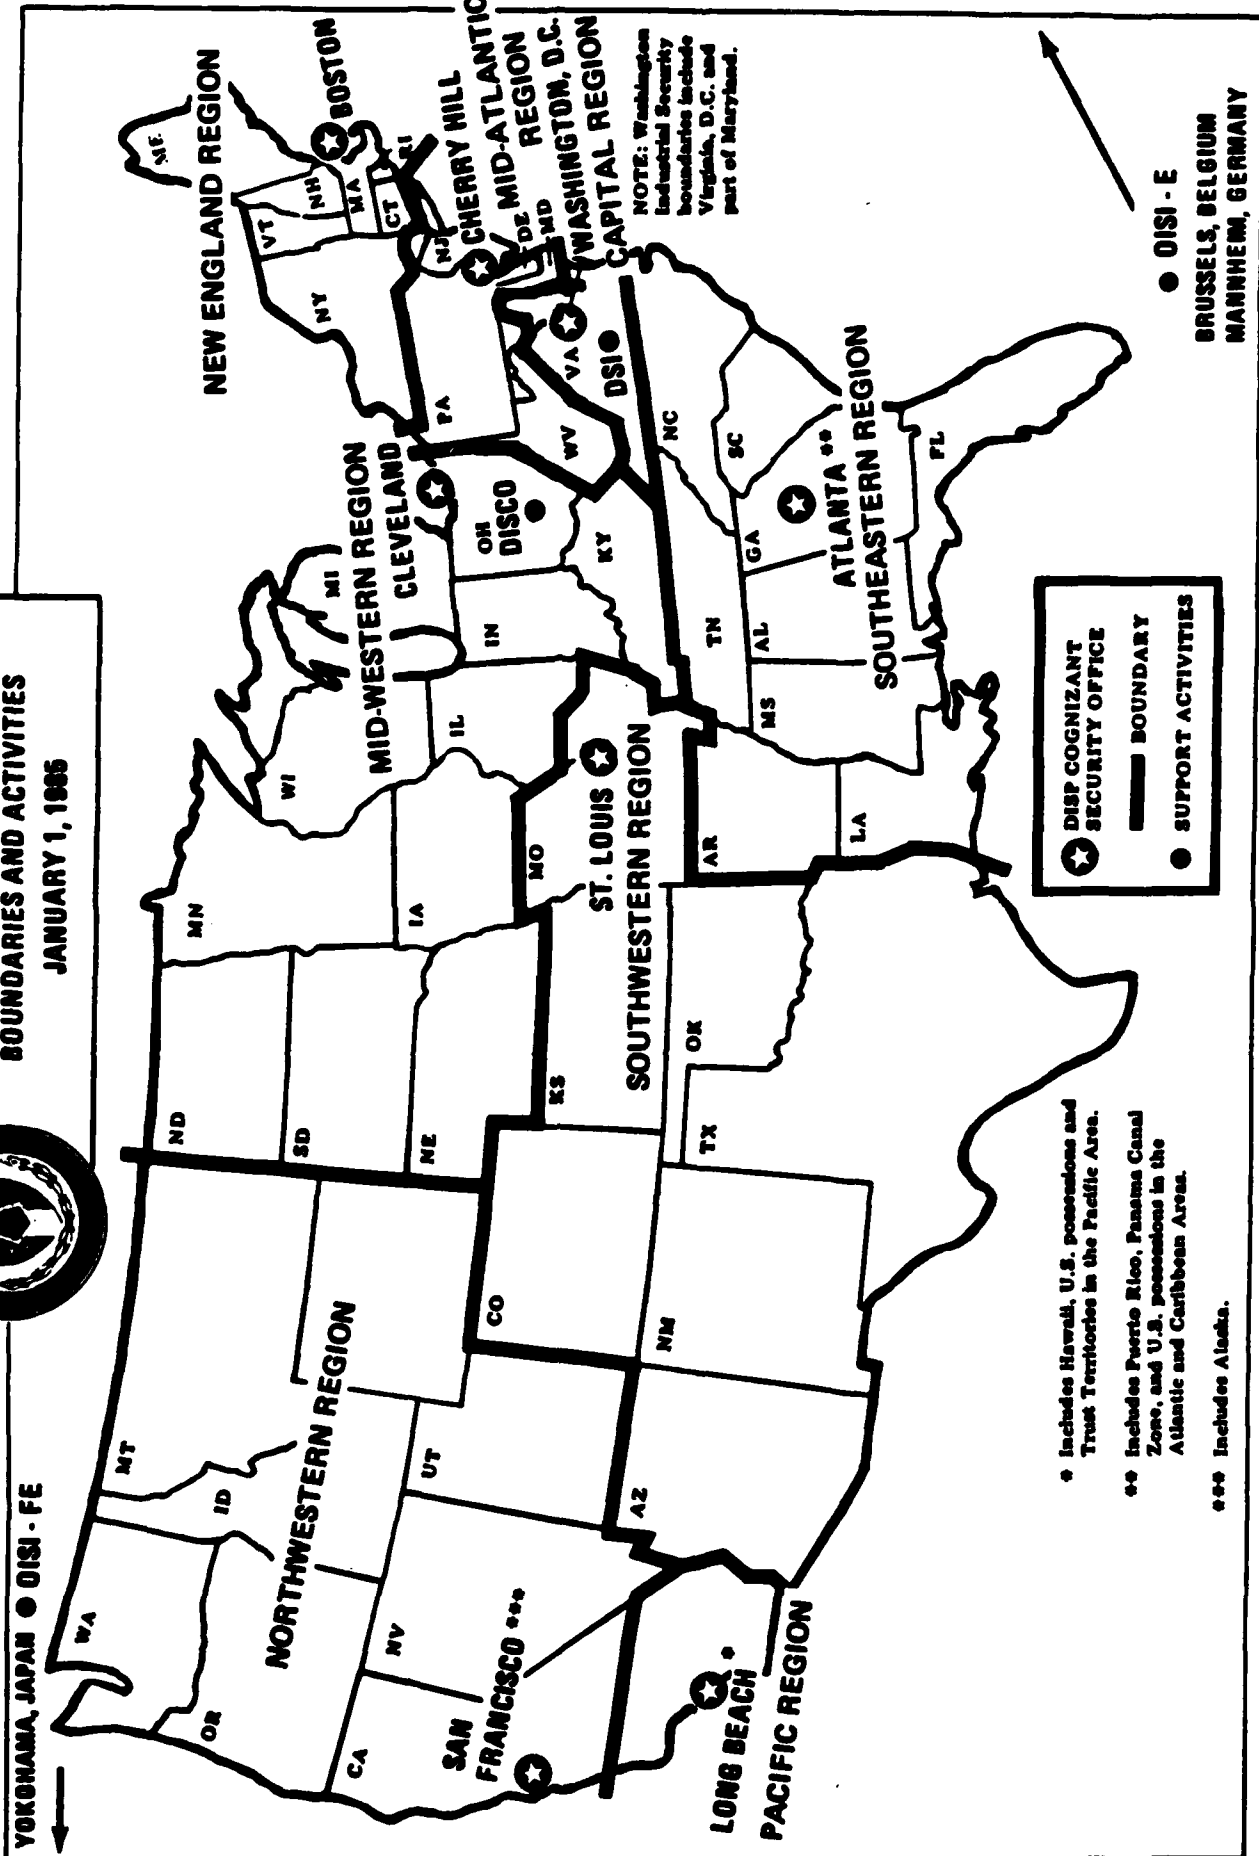 BOUNDARIES AND ACTIVITIES
JANUARY 1, 1985
YOKOHAMA, JAPAN ● OISI - FE
WA
OR
CA
NV
ID
MT
UT
AZ
CO
NM
ND
SD
NE
KS
OK
TX
MN
IA
MO
AR
LA
WI
IL
IN
MI
OH
KY
TN
MS
AL
GA
FL
SC
NC
VA
WV
PA
NY
VT
NH
ME
MA
CT
RI
NJ
DE
MD
NORTHWESTERN REGION
SAN
FRANCISCO ***
LONG BEACH *
PACIFIC REGION
ST. LOUIS
SOUTHWESTERN REGION
MID-WESTERN REGION
CLEVELAND
DISCO
DSI
ATLANTA **
SOUTHEASTERN REGION
NEW ENGLAND REGION
BOSTON
CHERRY HILL
MID-ATLANTIC
REGION
WASHINGTON, D.C.
CAPITAL REGION
NOTE: Washington
Industrial Security
boundaries include
Virginia, D.C. and
part of Maryland.
● OISI - E
BRUSSELS, BELGIUM
MANNHEIM, GERMANY
DISP COGNIZANT
SECURITY OFFICE
BOUNDARY
SUPPORT ACTIVITIES
* Includes Hawaii, U.S. possessions and
Trust Territories in the Pacific Area.
** Includes Puerto Rico, Panama Canal
Zone, and U.S. possessions in the
Atlantic and Caribbean Areas.
*** Includes Alaska.